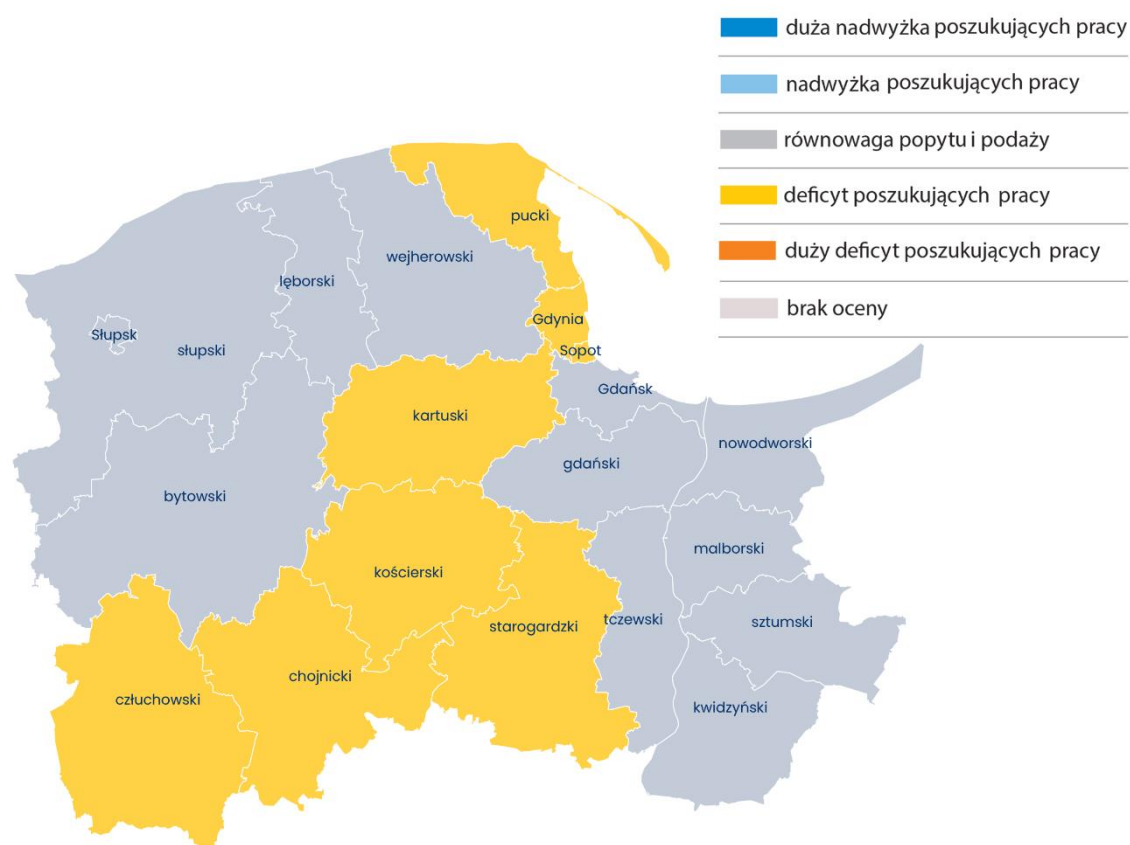 duża nadwyżka poszukujących pracy
nadwyżka poszukujących pracy
równowaga popytu i podaży
deficyt poszukujących pracy
duży deficyt poszukujących pracy
brak oceny
pucki
wejherowski
lęborski
Gdynia
Słupsk
słupski
Sopot
Gdańsk
kartuski
nowodworski
gdański
bytowski
malborski
kościerski
tczewski
sztumski
starogardzki
chojnicki
człuchowski
kwidzyński